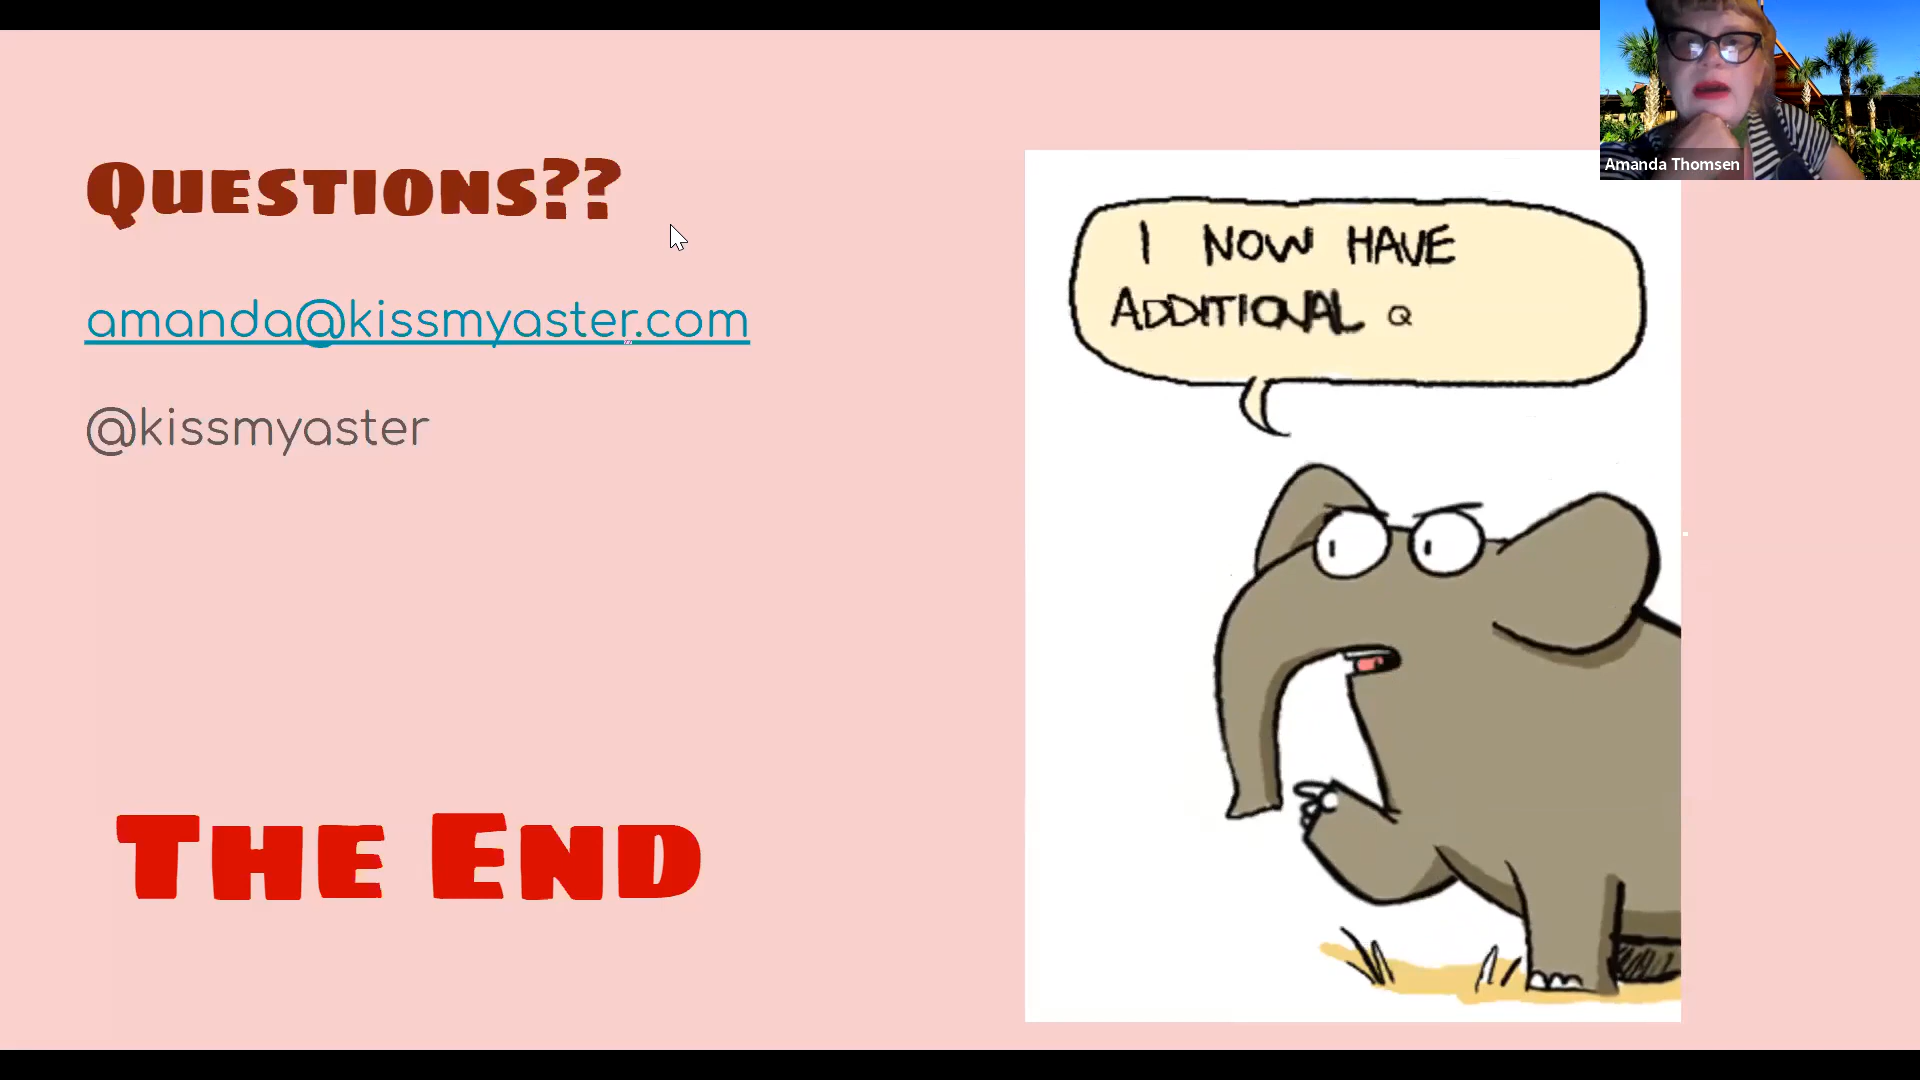 Questions??
amanda@kissmyaster.com
@kissmyaster
The End
I NOW HAVE
ADDITIONAL Q
Amanda Thomsen